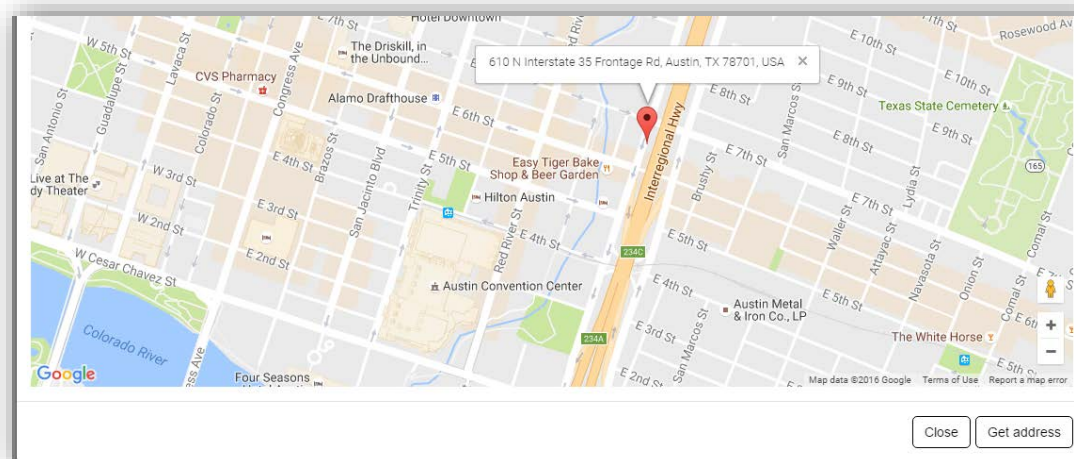 Hotel Downtown
E 7th St
Red River St
11th St
Rosewood Av
W 5th St
Lavaca St
Congress Ave
The Driskill, in
the Unbound...
610 N Interstate 35 Frontage Rd, Austin, TX 78701, USA
E 10th St
E 9th St
E 10th St
CVS Pharmacy
Guadalupe St
Colorado St
Alamo Drafthouse
E 6th St
E 8th St
San Marcos St
Texas State Cemetery
E 9th St
San Antonio St
Brazos St
E 4th St
San Jacinto Blvd
E 5th St
Trinity St
Easy Tiger Bake
Shop & Beer Garden
Interregional Hwy
E 7th St
E 8th St
Lydia St
165
Live at The
dy Theater
W 3rd St
E 3rd St
Hilton Austin
Brushy St
E 7th St
Comal St
W 2nd St
E 2nd St
Red River St
E 4th St
234C
E 5th St
Waller St
Attayac St
Navasota St
Onion St
Comal St
W Cesar Chavez St
Austin Convention Center
E 4th St
Austin Metal
& Iron Co., LP
E 5th St
E 6th
Colorado River
ss Ave
234A
E 3rd St
San Marcos St
The White Horse
Google
Four Seasons
E 2nd St
Map data ©2016 Google
Terms of Use
Report a map error
Close
Get address